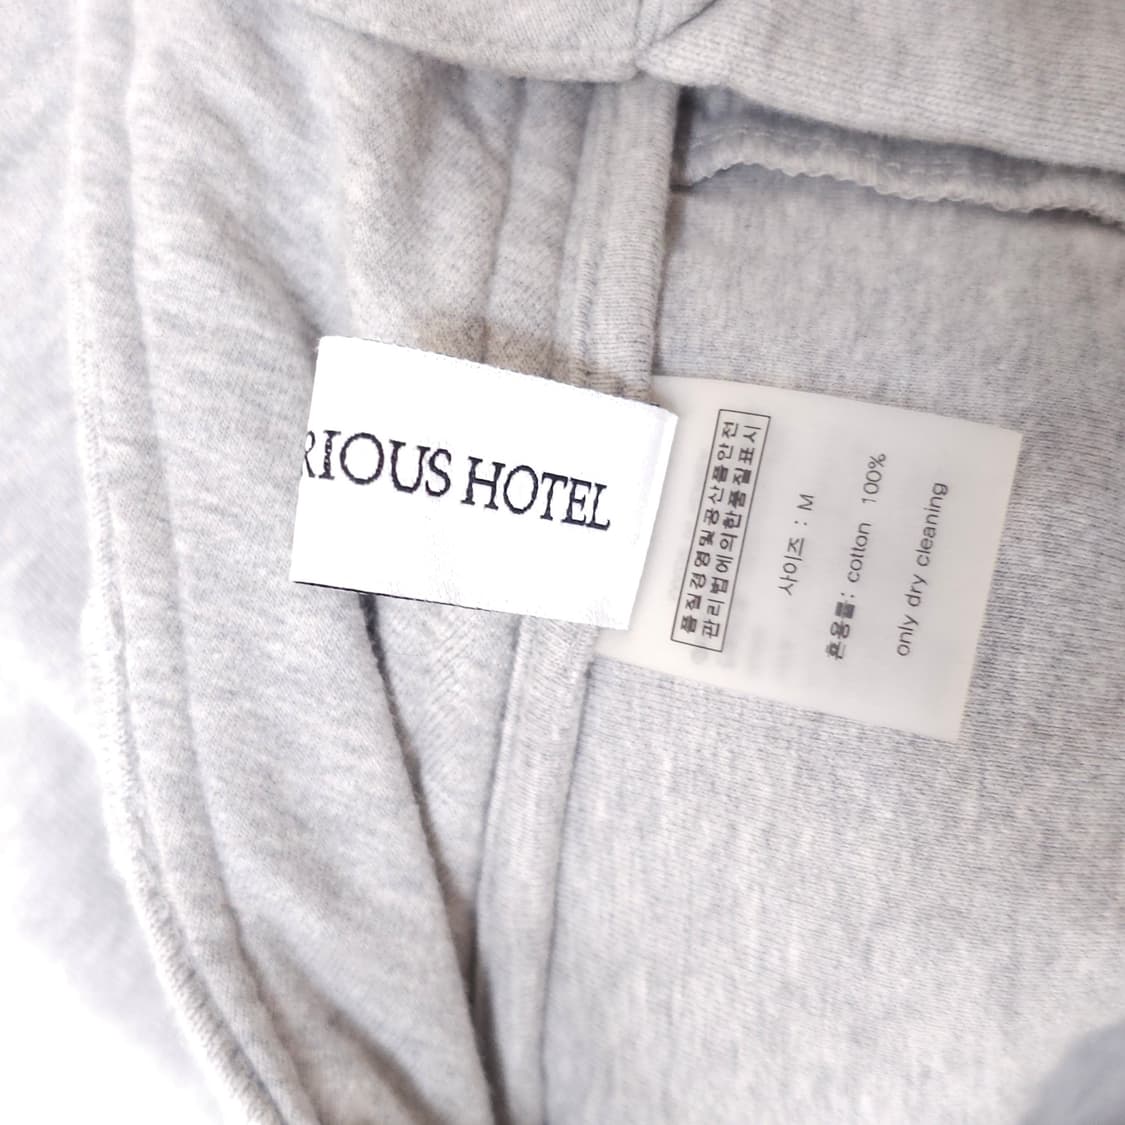 RIOUS HOTEL
품질경영및공산품안전
관리법에의한품질표시
사이즈 : M
혼용률 : cotton 100%
only dry cleaning